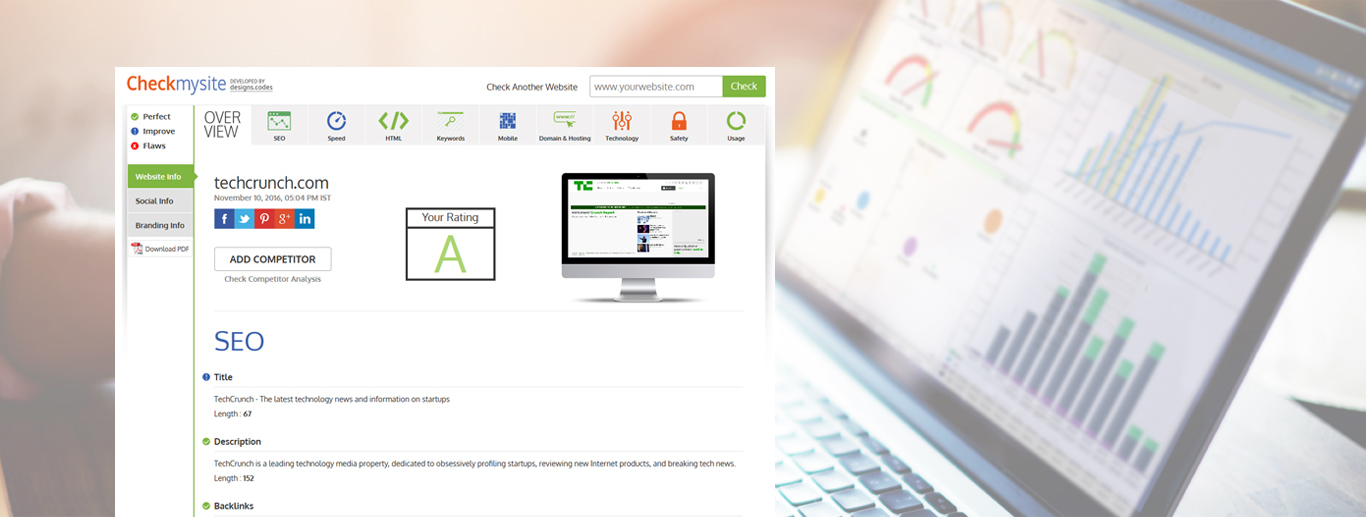 Checkmysite DEVELOPED BY designs.codes
Check Another Website www.yourwebsite.com Check
Perfect
Improve
Flaws
OVER VIEW
SEO Speed HTML Keywords Mobile Domain & Hosting Technology Safety Usage
Website Info
Social Info
Branding Info
Download PDF
techcrunch.com
November 10, 2016, 05:04 PM IST
ADD COMPETITOR
Check Competitor Analysis
Your Rating
A
SEO
Title
TechCrunch - The latest technology news and information on startups
Length : 67
Description
TechCrunch is a leading technology media property, dedicated to obsessively profiling startups, reviewing new Internet products, and breaking tech news.
Length : 152
Backlinks